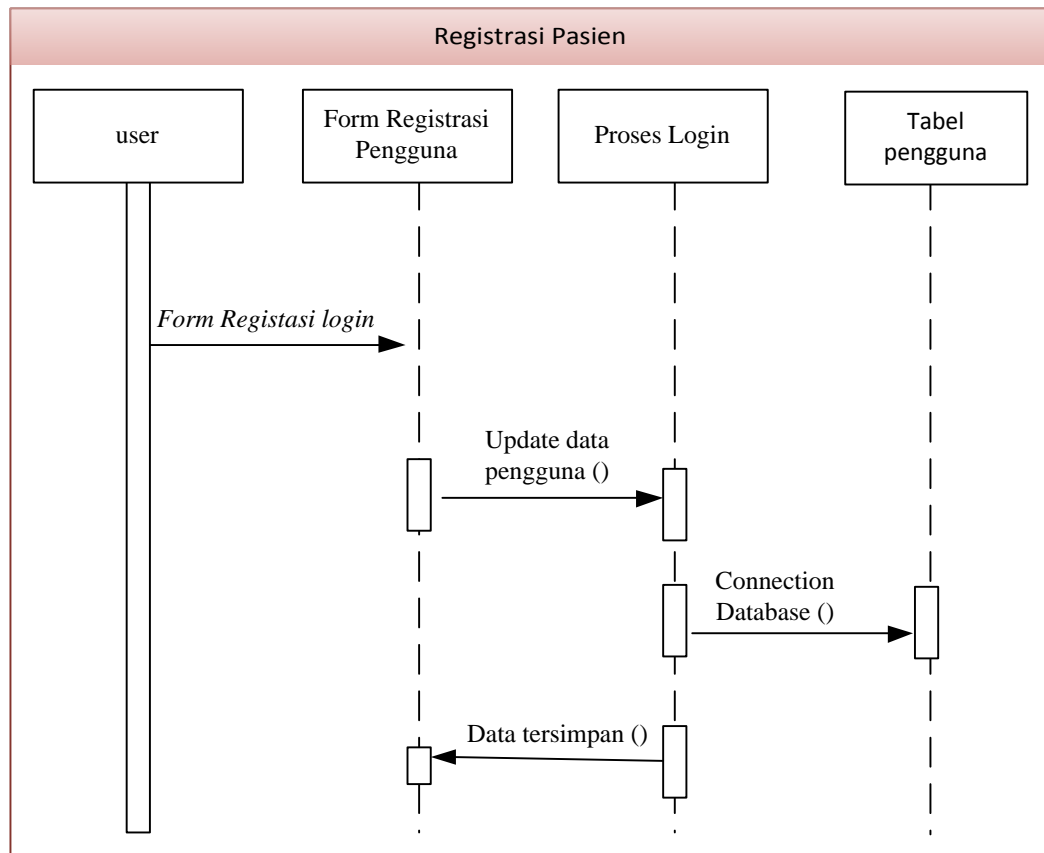 Registrasi Pasien
user
Form Registrasi
Pengguna
Proses Login
Tabel
pengguna
Form Registasi login
Update data
pengguna ()
Connection
Database ()
Data tersimpan ()